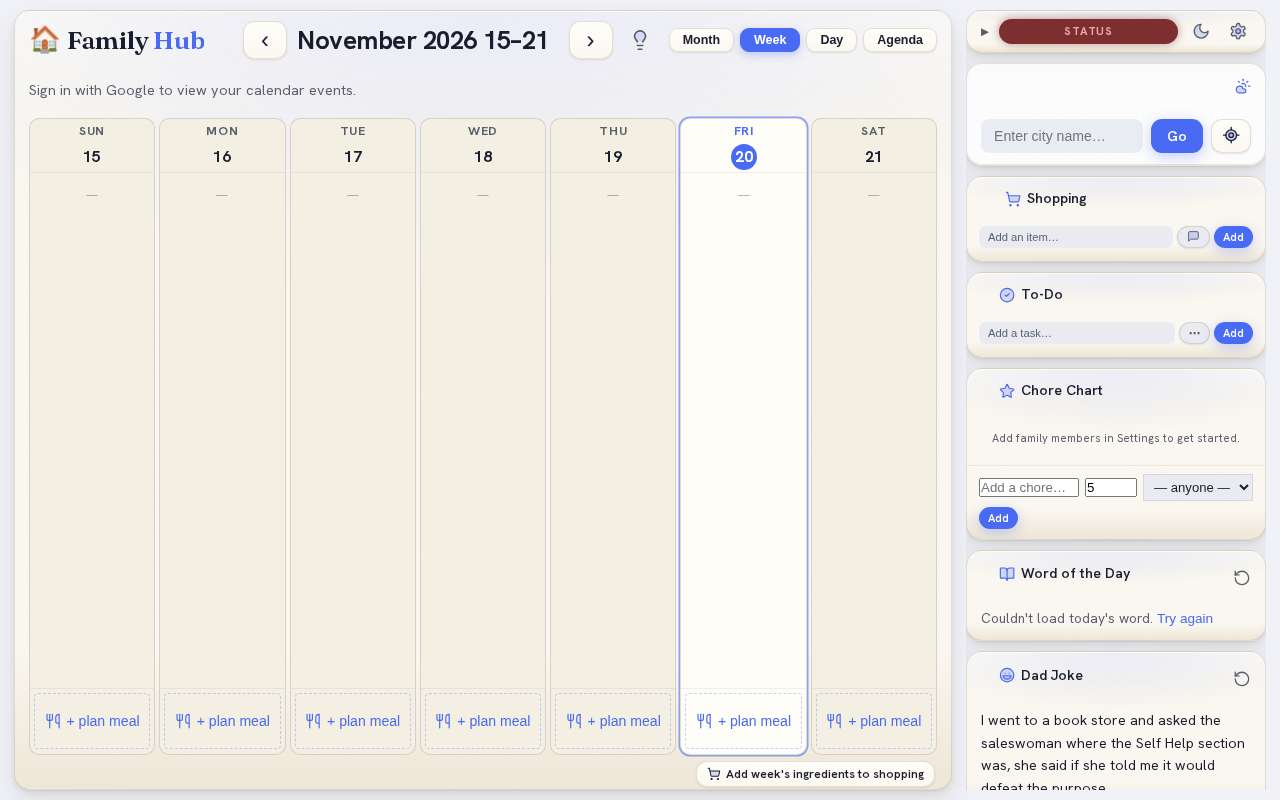 Family Hub
November 2026 15–21
Month
Week
Day
Agenda
Sign in with Google to view your calendar events.
SUN
15
—
+ plan meal
MON
16
—
+ plan meal
TUE
17
—
+ plan meal
WED
18
—
+ plan meal
THU
19
—
+ plan meal
FRI
20
—
+ plan meal
SAT
21
—
+ plan meal
Add week's ingredients to shopping
STATUS
Enter city name…
Go
Shopping
Add an item…
Add
To-Do
Add a task…
Add
Chore Chart
Add family members in Settings to get started.
Add a chore…
5
— anyone —
Add
Word of the Day
Couldn't load today's word. Try again
Dad Joke
I went to a book store and asked the
saleswoman where the Self Help section
was, she said if she told me it would
defeat the purpose.